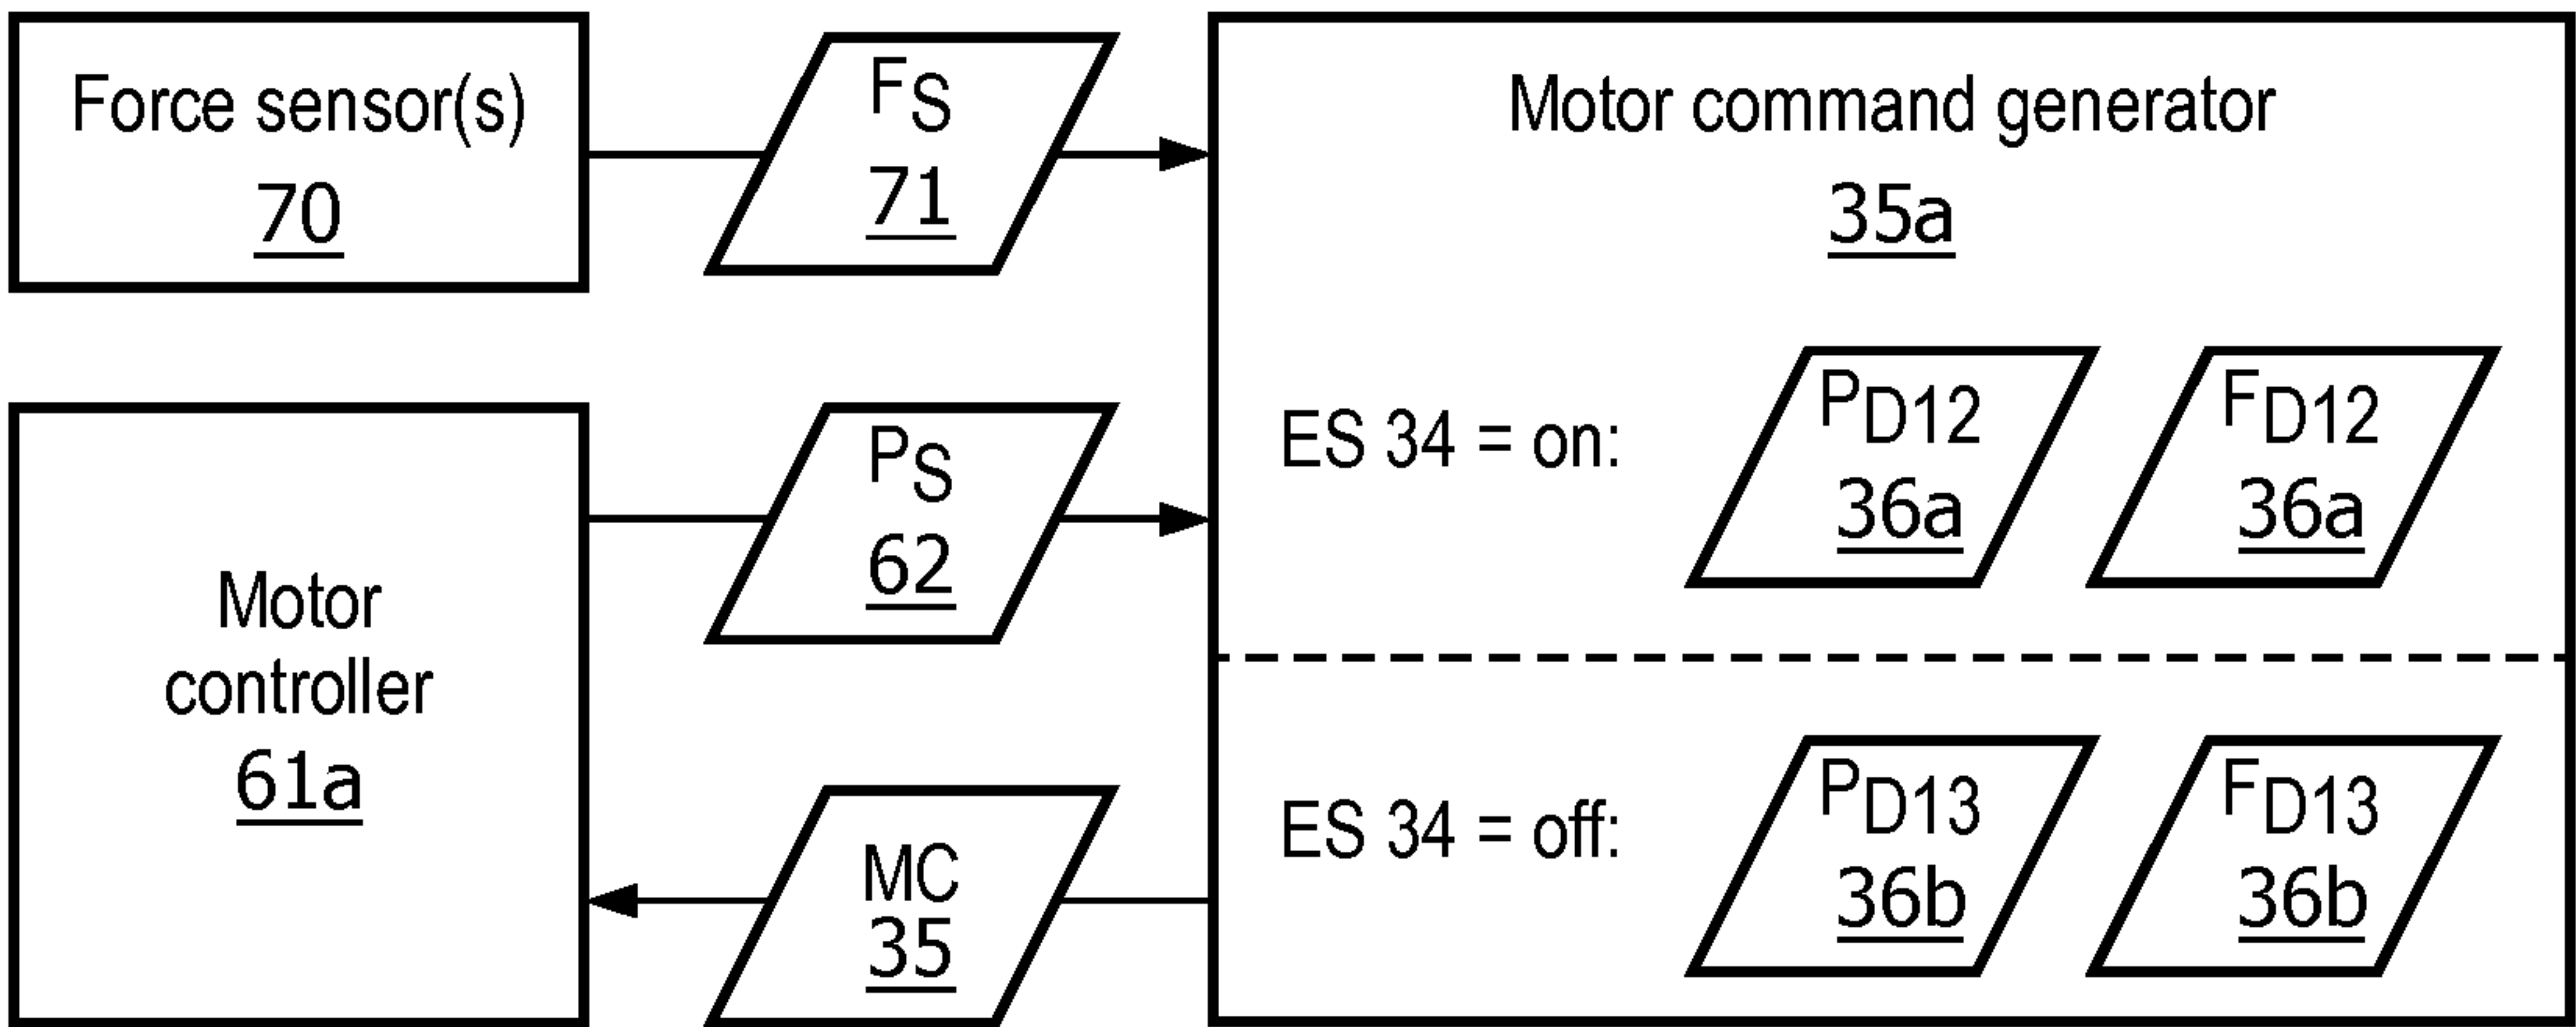 Force sensor(s)
70
FS
71
Motor command generator
35a
Motor
controller
61a
PS
62
MC
35
ES 34 = on:
PD12
36a
FD12
36a
ES 34 = off:
PD13
36b
FD13
36b